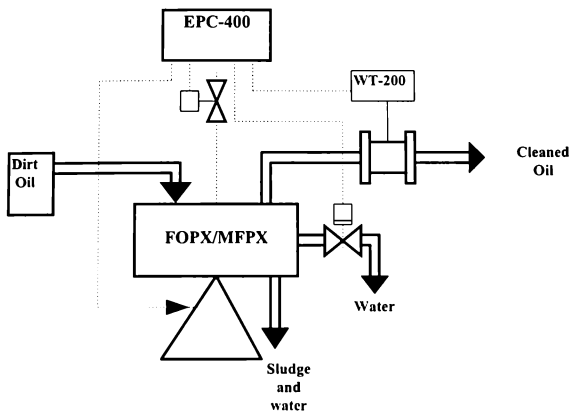 EPC-400
WT-200
Dirt
Oil
Cleaned
Oil
FOPX/MFPX
Water
Sludge
and
water